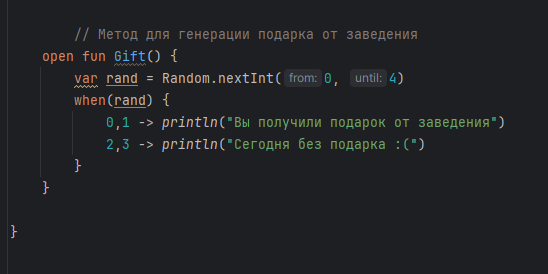 // Метод для генерации подарка от заведения
open fun Gift() {
var rand = Random.nextInt( from: 0, until: 4)
when(rand) {
0,1 -> println("Вы получили подарок от заведения")
2,3 -> println("Сегодня без подарка :(")
}
}
}